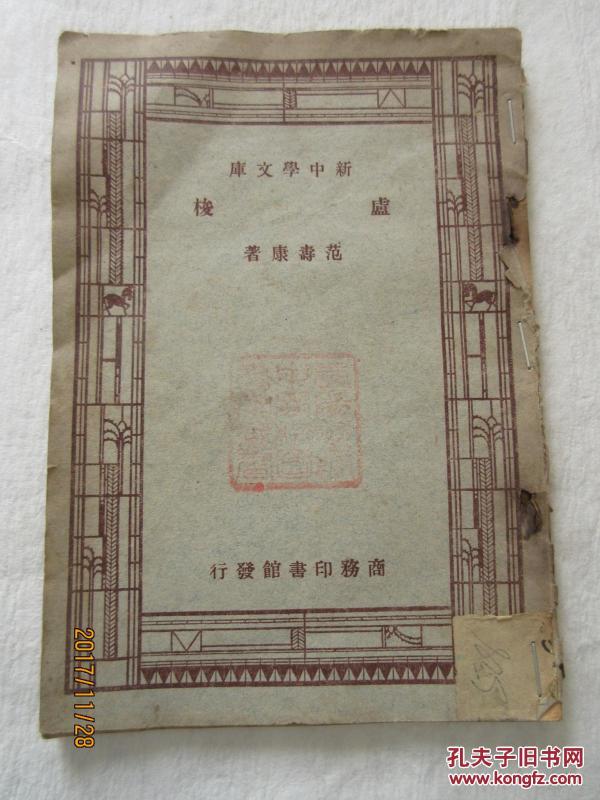 新中學文庫
盧梭
范壽康著
商務印書館發行
2017/11/28
孔夫子旧书网
www.kongfz.com